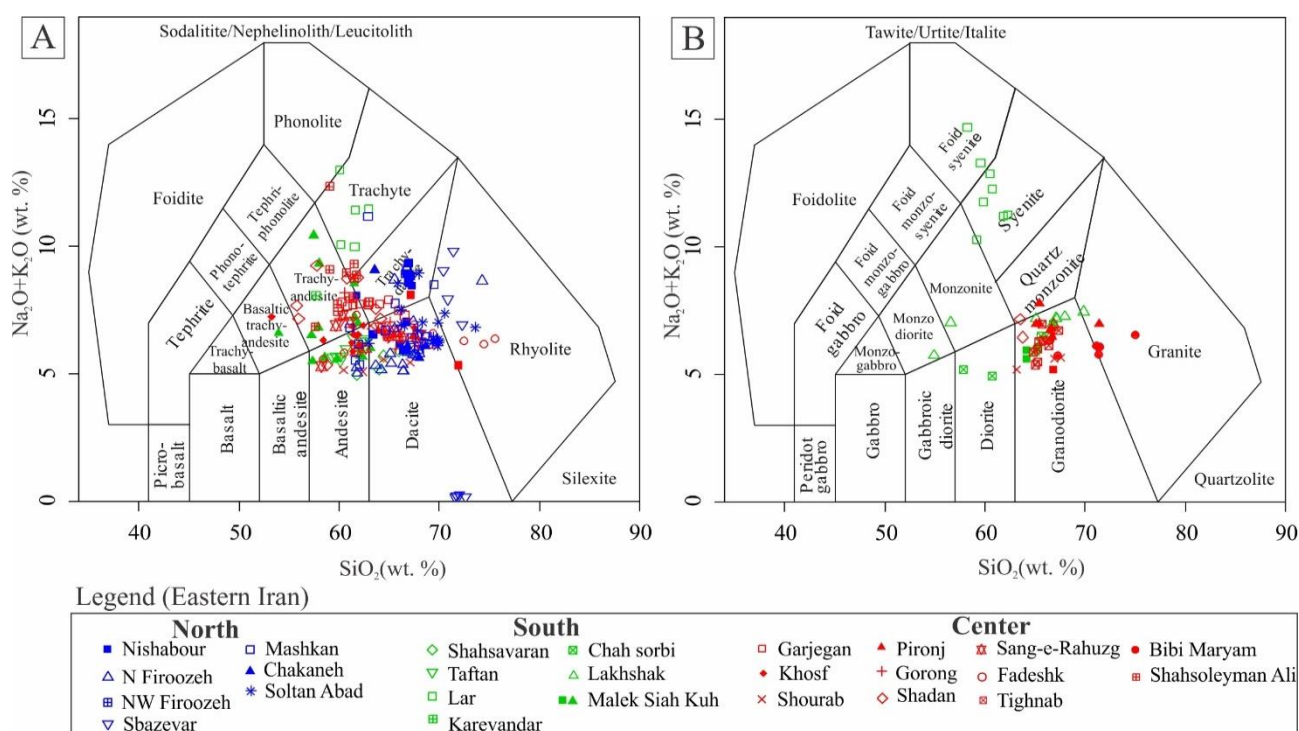 A
Sodalitite/Nephelinolith/Leucitolith
Phonolite
Foidite
Tephri-
phonolite
Trachyte
Phono-
tephrite
Tephrite
Trachy-
andesite
Trachy-
Basaltic
trachy-
andesite
Trachy-
basalt
Rhyolite
Picro-
basalt
Basalt
Basaltic
andesite
Andesite
Dacite
Silexite
Na₂O+K₂O (wt. %)
0
5
10
15
40
50
60
70
80
90
SiO₂(wt. %)
B
Tawite/Urtite/Italite
Foid
syenite
Foidolite
Foid
monzo-
syenite
Syenite
Foid
monzo-
gabbro
Monzonite
Quartz
monzonite
Foid
gabbro
Monzo
diorite
Monzo-
gabbro
Granite
Peridot
gabbro
Gabbro
Gabbroic
diorite
Diorite
Granodiorite
Quartzolite
Na₂O+K₂O (wt. %)
0
5
10
15
40
50
60
70
80
90
SiO₂(wt. %)
Legend (Eastern Iran)
North
Nishabour
N Firoozeh
NW Firoozeh
Sbazevar
Mashkan
Chakaneh
Soltan Abad
South
Shahsavaran
Taftan
Lar
Karevandar
Chah sorbi
Lakhshak
Malek Siah Kuh
Center
Garjegan
Khosf
Shourab
Pironj
Gorong
Shadan
Sang-e-Rahuzg
Fadeshk
Tighnab
Bibi Maryam
Shahsoleyman Ali